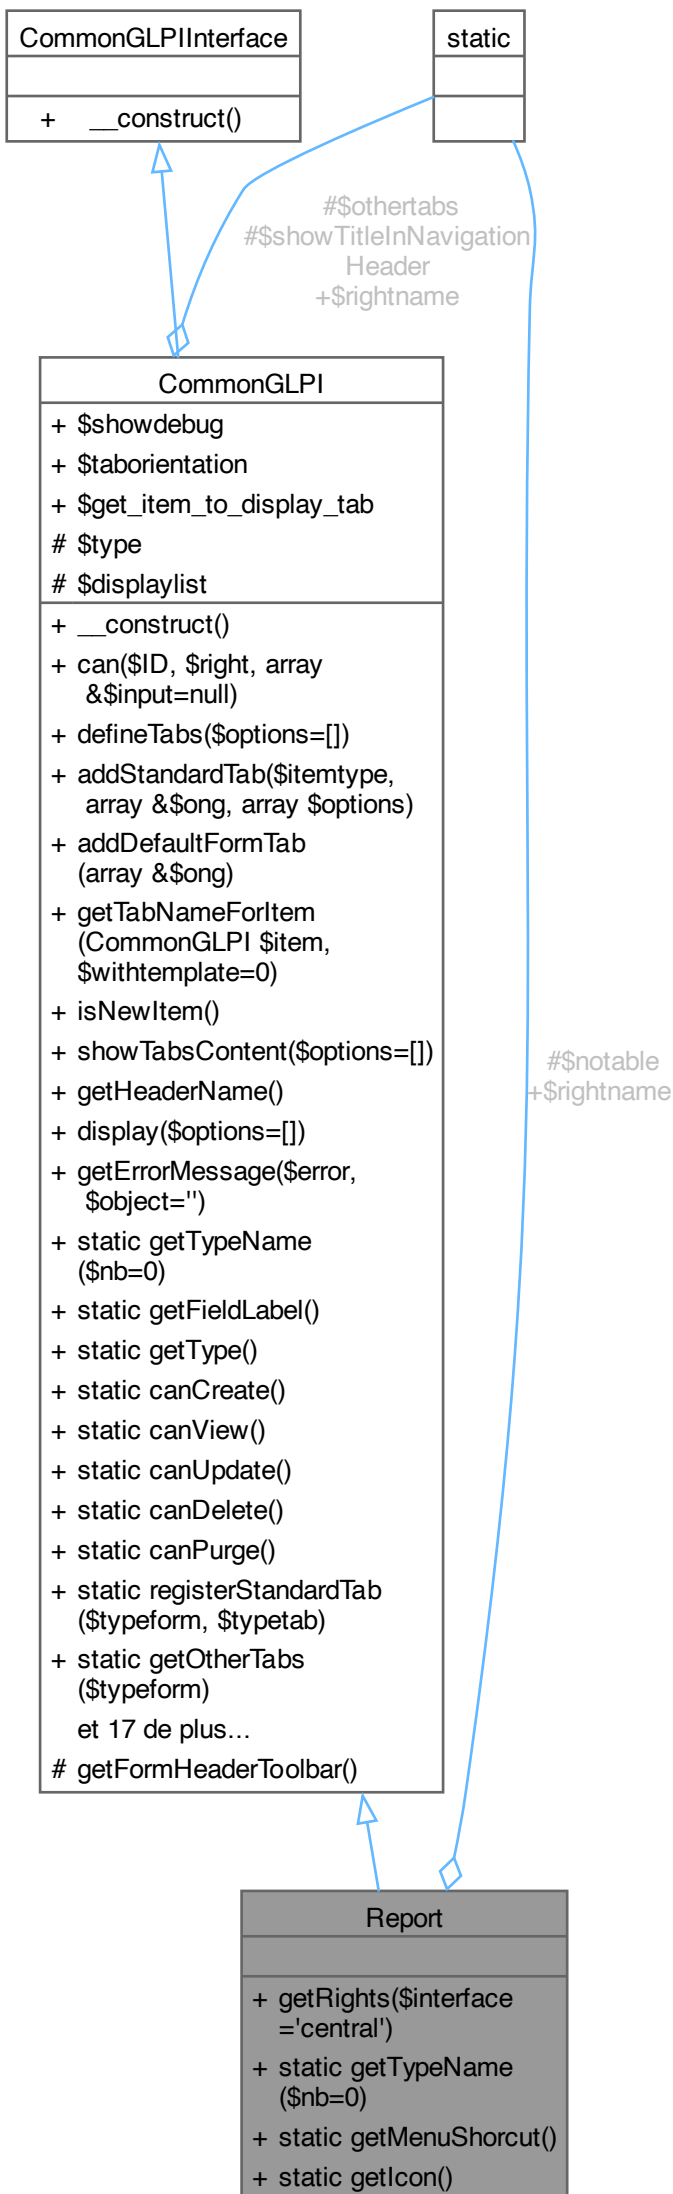 CommonGLPIInterface
+ __construct()
static
#$othertabs
#$showTitleInNavigation
Header
+$rightname
CommonGLPI
+ $showdebug
+ $taborientation
+ $get_item_to_display_tab
# $type
# $displaylist
+ __construct()
+ can($ID, $right, array
&$input=null)
+ defineTabs($options=[])
+ addStandardTab($itemtype,
array &$ong, array $options)
+ addDefaultFormTab
(array &$ong)
+ getTabNameForItem
(CommonGLPI $item,
$withtemplate=0)
+ isNewItem()
+ showTabsContent($options=[])
+ getHeaderName()
+ display($options=[])
+ getErrorMessage($error,
$object='')
+ static getTypeName
($nb=0)
+ static getFieldLabel()
+ static getType()
+ static canCreate()
+ static canView()
+ static canUpdate()
+ static canDelete()
+ static canPurge()
+ static registerStandardTab
($typeform, $typetab)
+ static getOtherTabs
($typeform)
et 17 de plus...
# getFormHeaderToolbar()
#$notable
+$rightname
Report
+ getRights($interface
='central')
+ static getTypeName
($nb=0)
+ static getMenuShorcut()
+ static getIcon()